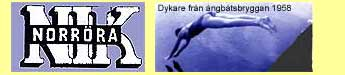 NIK
NORRÖRA
Dykare från ångbåtsbryggan 1958